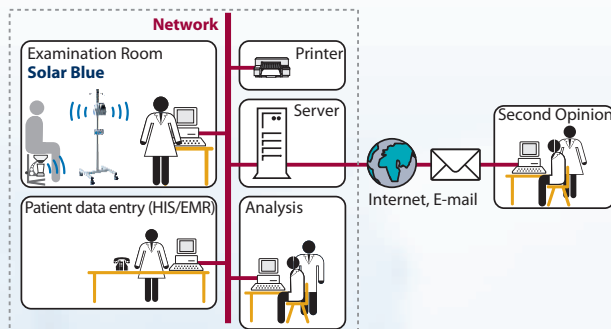 Network
Examination Room
Solar Blue
Printer
Server
Second Opinion
Internet, E-mail
Patient data entry (HIS/EMR)
Analysis